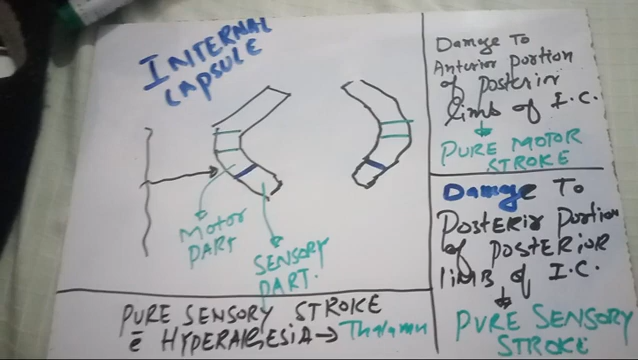 INTERNAL
CAPSULE
MOTOR
PART
SENSORY
PART.
Damage To
Anterior Portion
of posterior
limb of I.C.
PURE MOTOR
STROKE
Damage To
POSTERIOR Portion
of POSTERIOR
limb of I.C.
PURE SENSORY
STROKE
PURE SENSORY STROKE
c̄ HYPERALGESIA → Thalamus